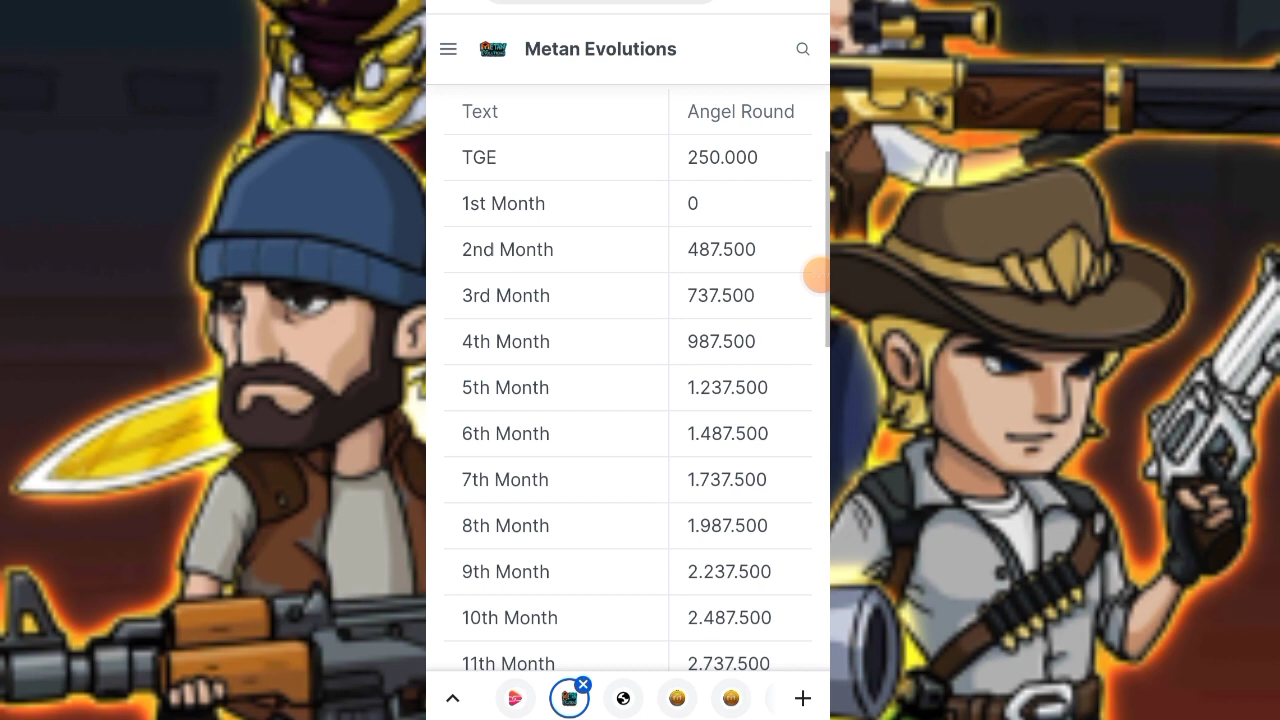 Metan Evolutions
Text Angel Round
TGE 250.000
1st Month 0
2nd Month 487.500
3rd Month 737.500
4th Month 987.500
5th Month 1.237.500
6th Month 1.487.500
7th Month 1.737.500
8th Month 1.987.500
9th Month 2.237.500
10th Month 2.487.500
11th Month 2.737.500